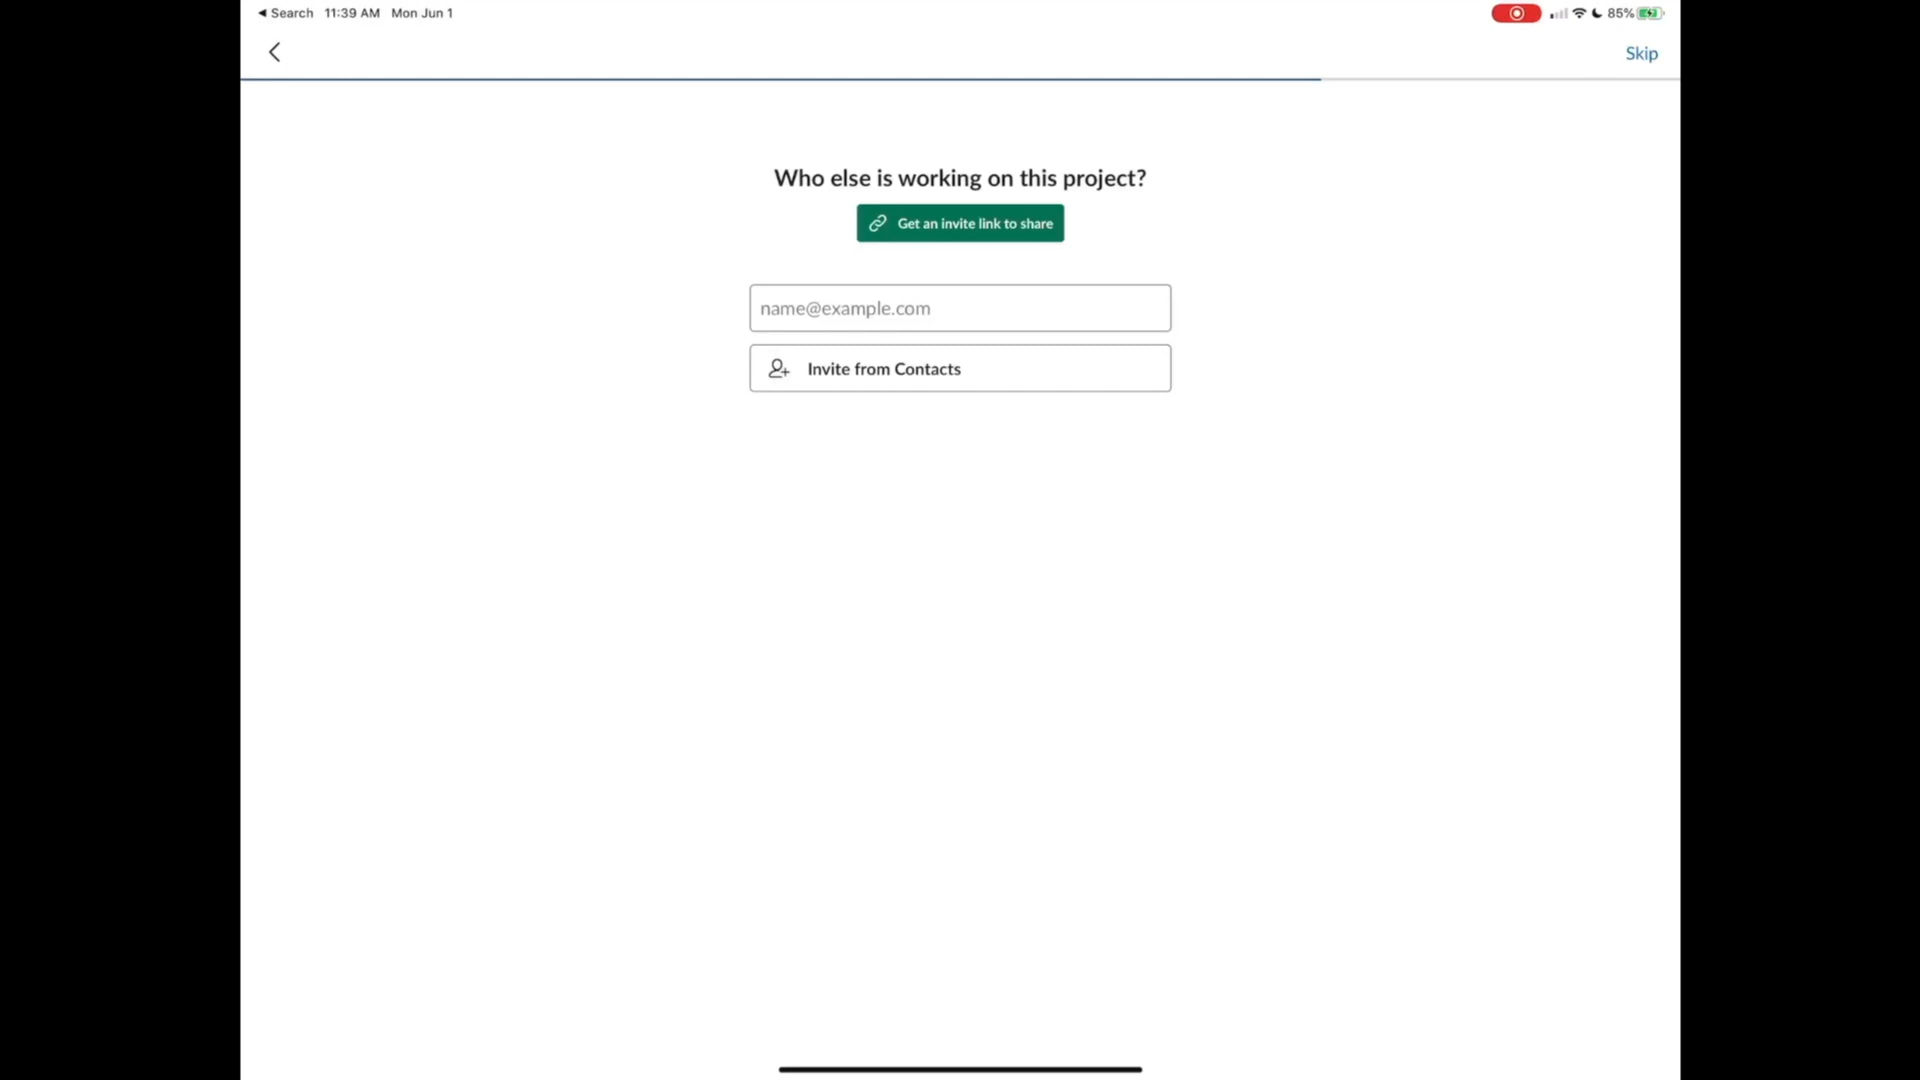 ◀ Search 11:39 AM Mon Jun 1
85%
Skip
Who else is working on this project?
Get an invite link to share
name@example.com
Invite from Contacts